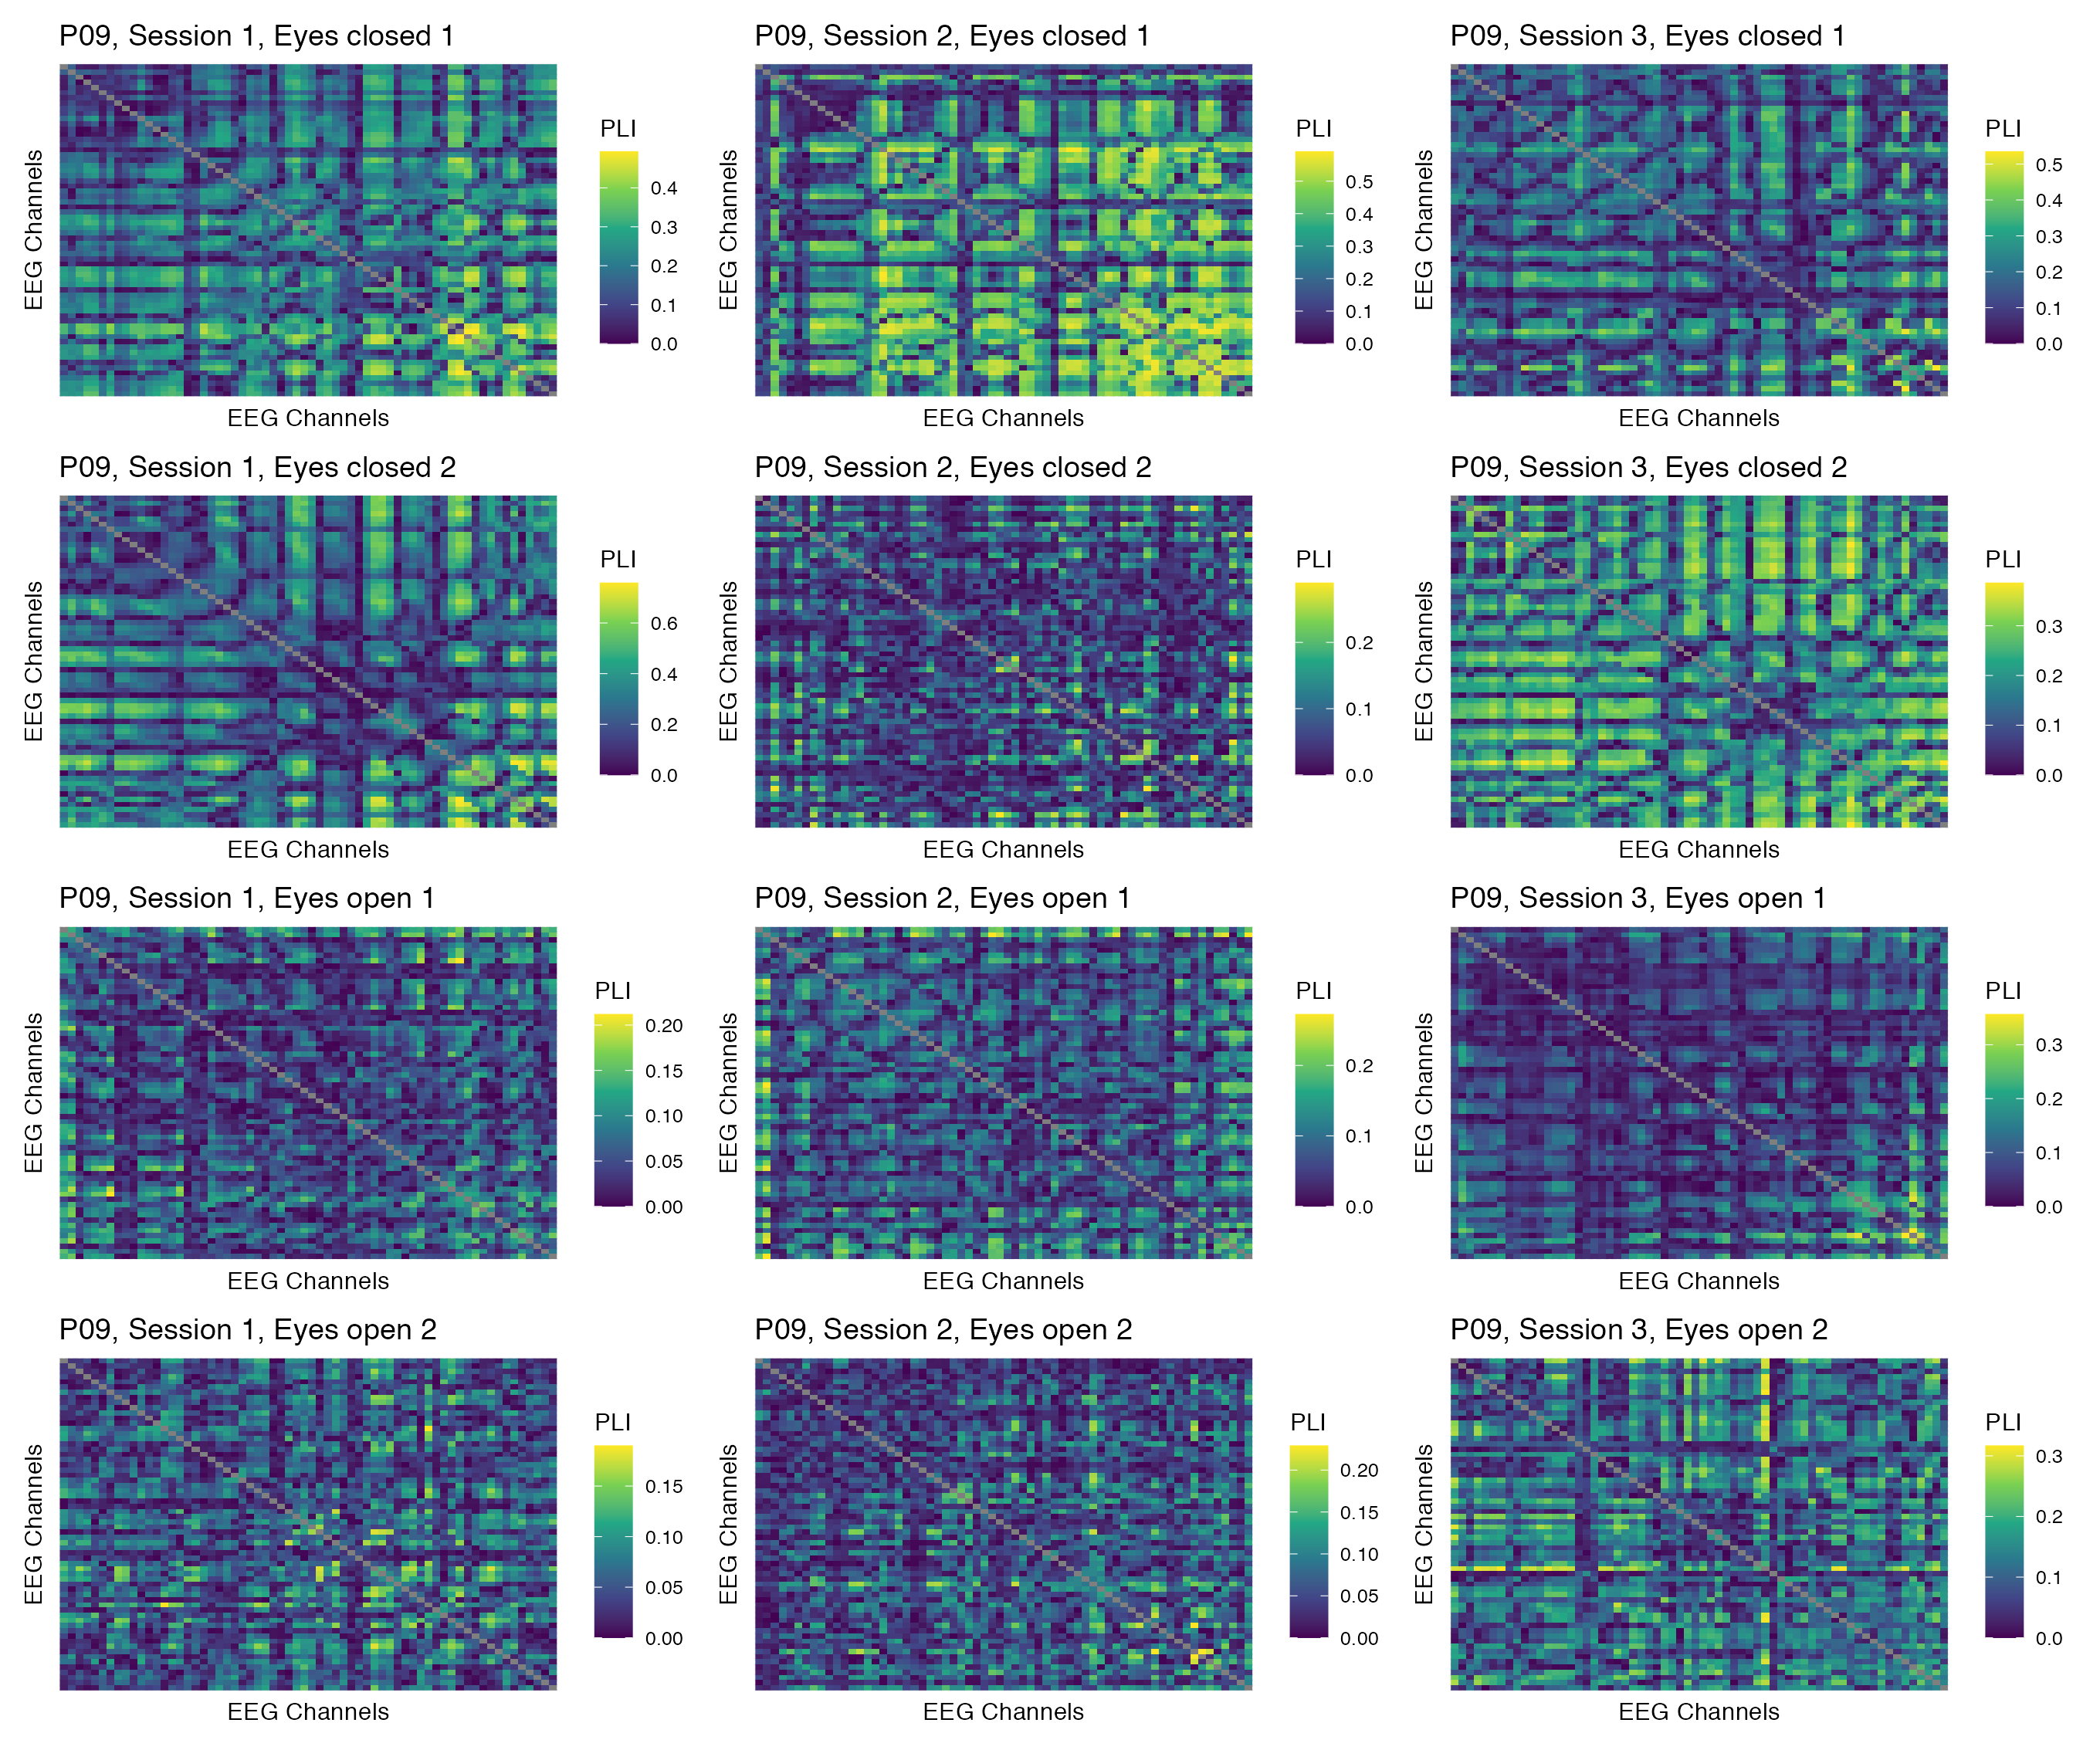 P09, Session 1, Eyes closed 1
EEG Channels
EEG Channels
PLI
0.4
0.3
0.2
0.1
0.0
P09, Session 2, Eyes closed 1
EEG Channels
EEG Channels
PLI
0.5
0.4
0.3
0.2
0.1
0.0
P09, Session 3, Eyes closed 1
EEG Channels
EEG Channels
PLI
0.5
0.4
0.3
0.2
0.1
0.0
P09, Session 1, Eyes closed 2
EEG Channels
EEG Channels
PLI
0.6
0.4
0.2
0.0
P09, Session 2, Eyes closed 2
EEG Channels
EEG Channels
PLI
0.2
0.1
0.0
P09, Session 3, Eyes closed 2
EEG Channels
EEG Channels
PLI
0.3
0.2
0.1
0.0
P09, Session 1, Eyes open 1
EEG Channels
EEG Channels
PLI
0.20
0.15
0.10
0.05
0.00
P09, Session 2, Eyes open 1
EEG Channels
EEG Channels
PLI
0.2
0.1
0.0
P09, Session 3, Eyes open 1
EEG Channels
EEG Channels
PLI
0.3
0.2
0.1
0.0
P09, Session 1, Eyes open 2
EEG Channels
EEG Channels
PLI
0.15
0.10
0.05
0.00
P09, Session 2, Eyes open 2
EEG Channels
EEG Channels
PLI
0.20
0.15
0.10
0.05
0.00
P09, Session 3, Eyes open 2
EEG Channels
EEG Channels
PLI
0.3
0.2
0.1
0.0